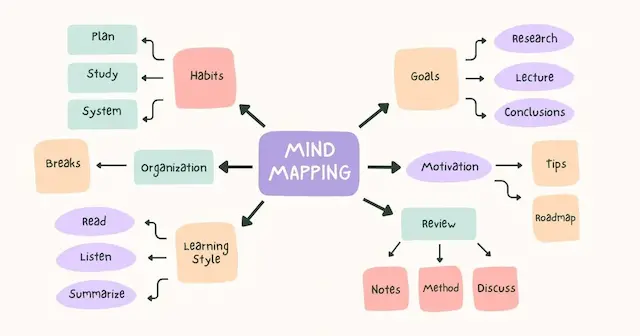 MIND
MAPPING
Habits
Plan
Study
System
Organization
Breaks
Learning
Style
Read
Listen
Summarize
Goals
Research
Lecture
Conclusions
Motivation
Tips
Roadmap
Review
Notes
Method
Discuss